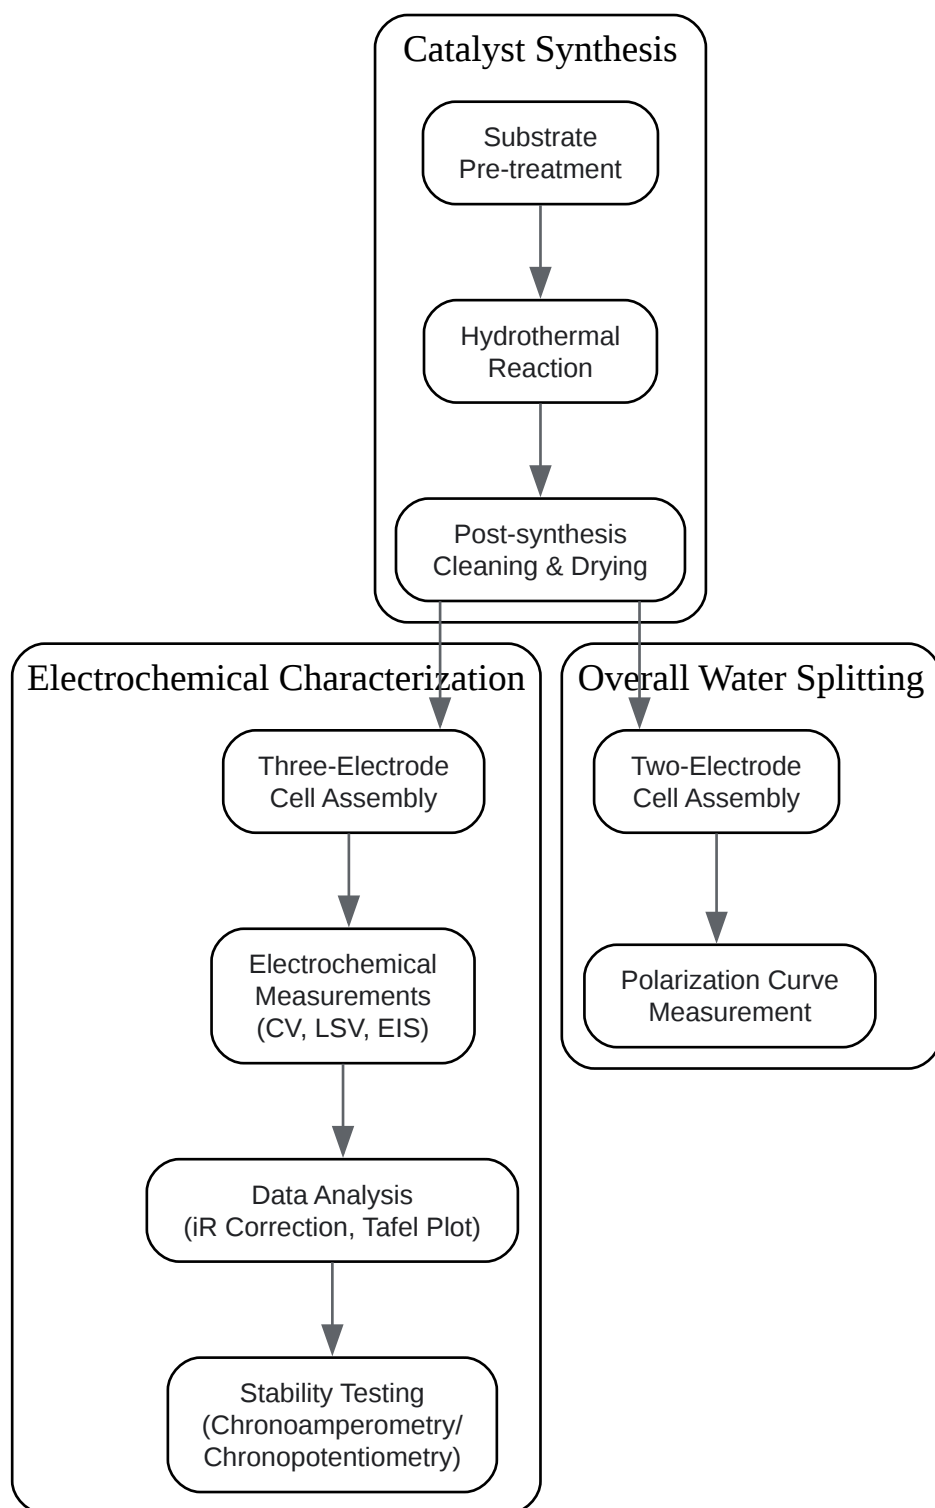 Catalyst Synthesis
Substrate
Pre-treatment
Hydrothermal
Reaction
Post-synthesis
Cleaning & Drying
Electrochemical Characterization
Three-Electrode
Cell Assembly
Electrochemical
Measurements
(CV, LSV, EIS)
Data Analysis
(iR Correction, Tafel Plot)
Stability Testing
(Chronoamperometry/
Chronopotentiometry)
Overall Water Splitting
Two-Electrode
Cell Assembly
Polarization Curve
Measurement